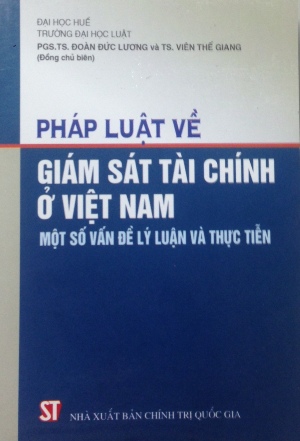 ĐẠI HỌC HUẾ
TRƯỜNG ĐẠI HỌC LUẬT
PGS.TS. ĐOÀN ĐỨC LƯƠNG và TS. VIÊN THẾ GIANG
(Đồng chủ biên)
PHÁP LUẬT VỀ
GIÁM SÁT TÀI CHÍNH
Ở VIỆT NAM
MỘT SỐ VẤN ĐỀ LÝ LUẬN VÀ THỰC TIỄN
ST
NHÀ XUẤT BẢN CHÍNH TRỊ QUỐC GIA